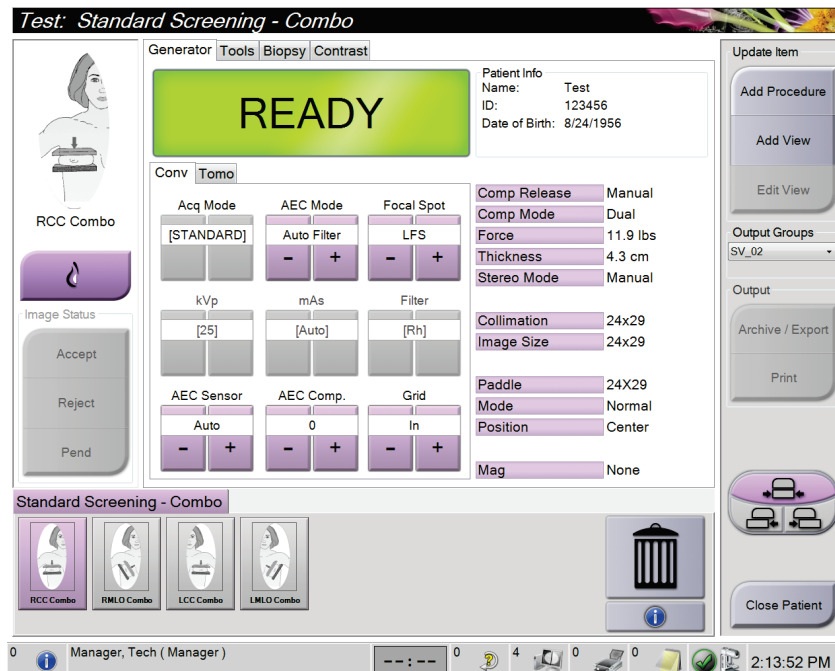 Test: Standard Screening - Combo
Generator Tools Biopsy Contrast
READY
Patient Info
Name: Test
ID: 123456
Date of Birth: 8/24/1956
RCC Combo
Image Status
Accept
Reject
Pend
Conv Tomo
Acq Mode AEC Mode Focal Spot
[STANDARD] Auto Filter LFS
- + - +
kVp mAs Filter
[25] [Auto] [Rh]
AEC Sensor AEC Comp. Grid
Auto 0 In
- + - + - +
Comp Release Manual
Comp Mode Dual
Force 11.9 lbs
Thickness 4.3 cm
Stereo Mode Manual
Collimation 24x29
Image Size 24x29
Paddle 24X29
Mode Normal
Position Center
Mag None
Update Item
Add Procedure
Add View
Edit View
Output Groups
SV_02
Output
Archive / Export
Print
Close Patient
Standard Screening - Combo
RCC Combo RMLO Combo LCC Combo LMLO Combo
0 Manager, Tech ( Manager ) --:-- 0 4 0 0 2:13:52 PM